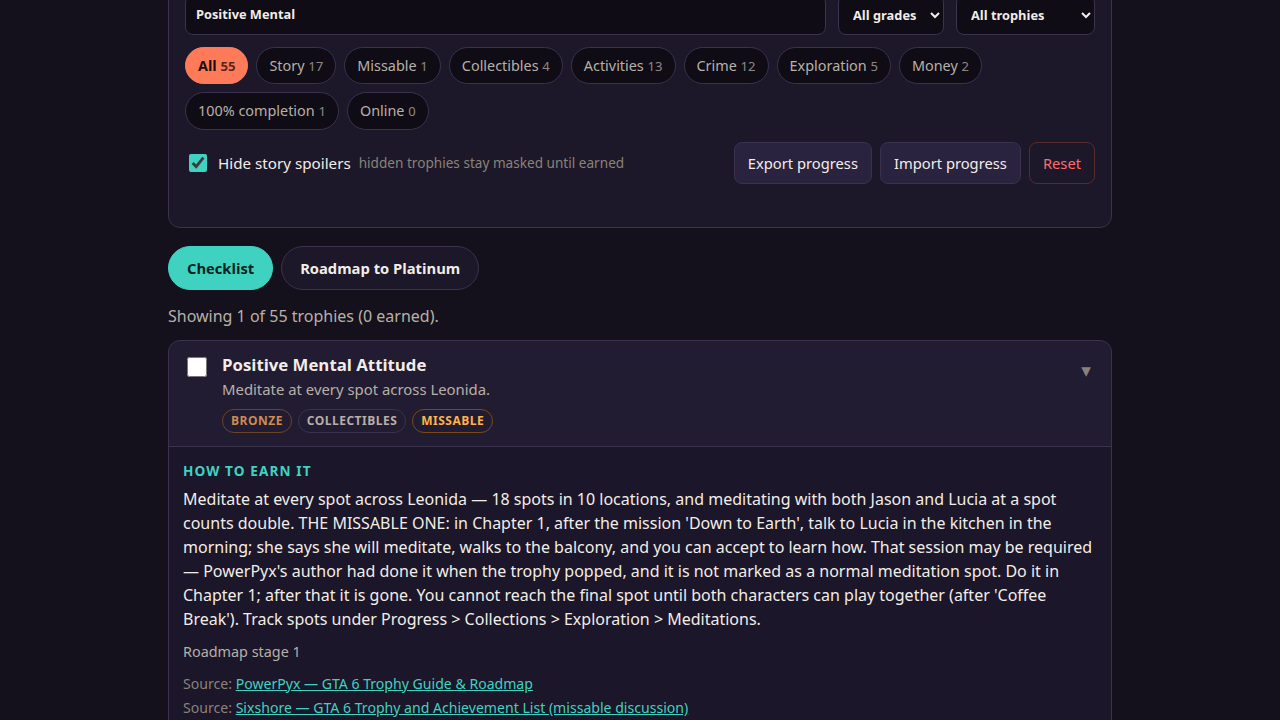 Positive Mental
All grades
All trophies
All 55
Story 17
Missable 1
Collectibles 4
Activities 13
Crime 12
Exploration 5
Money 2
100% completion 1
Online 0
Hide story spoilers hidden trophies stay masked until earned
Export progress
Import progress
Reset
Checklist
Roadmap to Platinum
Showing 1 of 55 trophies (0 earned).
Positive Mental Attitude
Meditate at every spot across Leonida.
BRONZE
COLLECTIBLES
MISSABLE
HOW TO EARN IT
Meditate at every spot across Leonida — 18 spots in 10 locations, and meditating with both Jason and Lucia at a spot
counts double. THE MISSABLE ONE: in Chapter 1, after the mission 'Down to Earth', talk to Lucia in the kitchen in the
morning; she says she will meditate, walks to the balcony, and you can accept to learn how. That session may be required
— PowerPyx's author had done it when the trophy popped, and it is not marked as a normal meditation spot. Do it in
Chapter 1; after that it is gone. You cannot reach the final spot until both characters can play together (after 'Coffee
Break'). Track spots under Progress > Collections > Exploration > Meditations.
Roadmap stage 1
Source: PowerPyx — GTA 6 Trophy Guide & Roadmap
Source: Sixshore — GTA 6 Trophy and Achievement List (missable discussion)